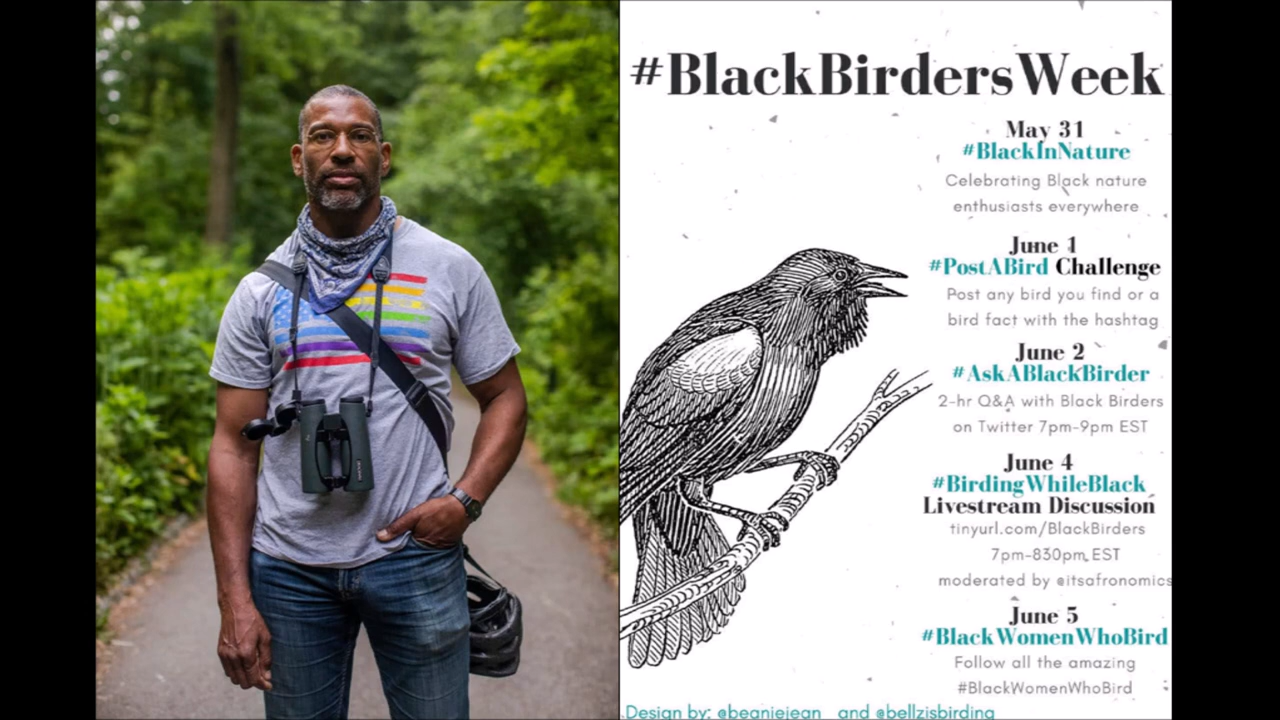 #BlackBirdersWeek
May 31
#BlackInNature
Celebrating Black nature
enthusiasts everywhere
June 1
#PostABird Challenge
Post any bird you find or a
bird fact with the hashtag
June 2
#AskABlackBirder
2-hr Q&A with Black Birders
on Twitter 7pm-9pm EST
June 4
#BirdingWhileBlack
Livestream Discussion
tinyurl.com/BlackBirders
7pm-830pm EST
moderated by @itsafronomics
June 5
#BlackWomenWhoBird
Follow all the amazing
#BlackWomenWhoBird
Design by: @beaniejean and @bellzisbirding